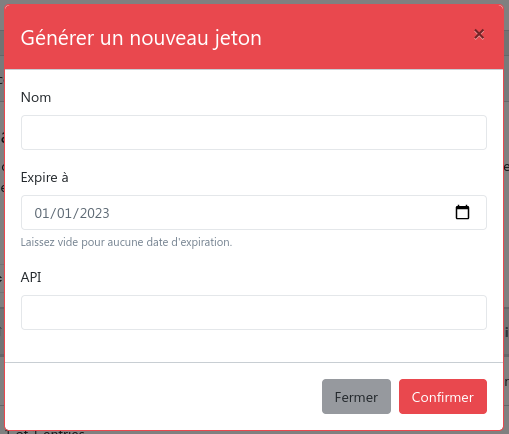 Générer un nouveau jeton
×
Nom
Expire à
01/01/2023
Laissez vide pour aucune date d'expiration.
API
Fermer
Confirmer